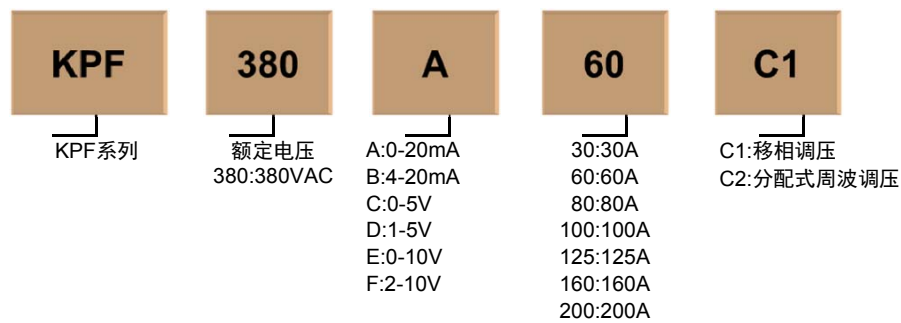 KPF 380 A 60 C1
KPF系列
额定电压
380:380VAC
A:0-20mA
B:4-20mA
C:0-5V
D:1-5V
E:0-10V
F:2-10V
30:30A
60:60A
80:80A
100:100A
125:125A
160:160A
200:200A
C1:移相调压
C2:分配式周波调压